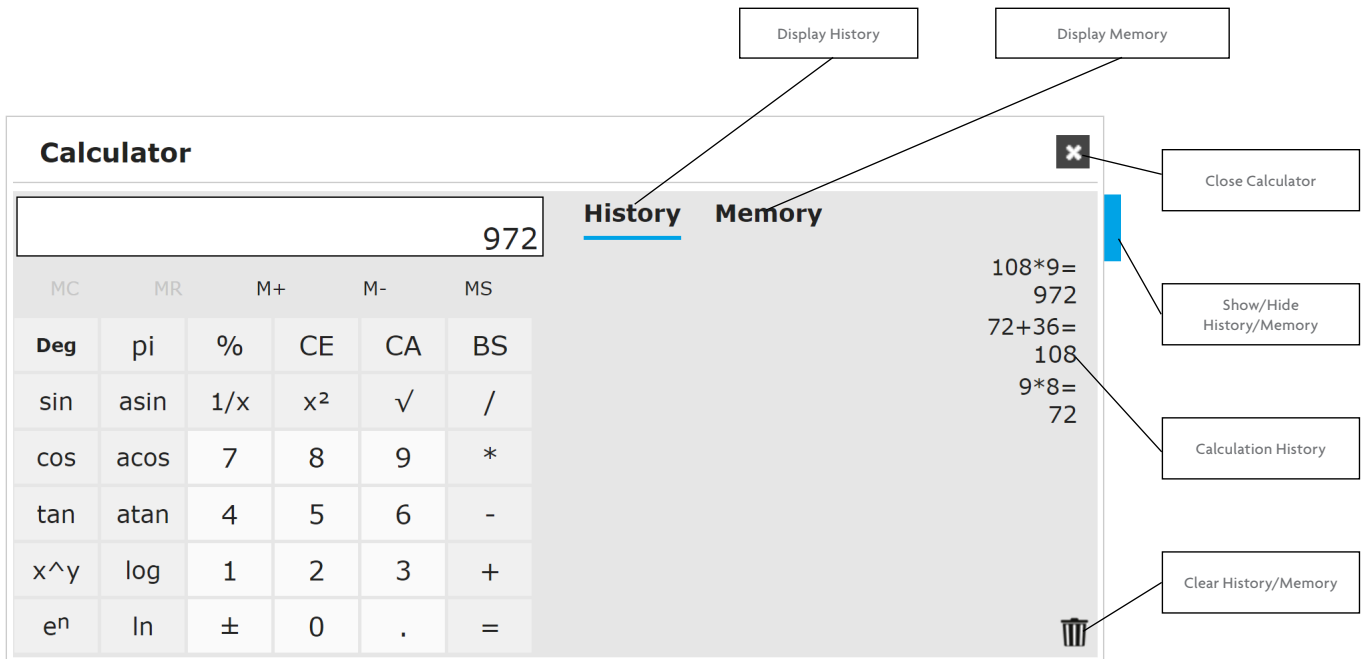 Display History
Display Memory
Calculator
Close Calculator
972
History
Memory
108*9=
972
72+36=
108
9*8=
72
Show/Hide
History/Memory
MC MR M+ M- MS
Deg pi % CE CA BS
sin asin 1/x x² √ /
cos acos 7 8 9 *
Calculation History
tan atan 4 5 6 -
x^y log 1 2 3 +
Clear History/Memory
eⁿ ln ± 0 . =